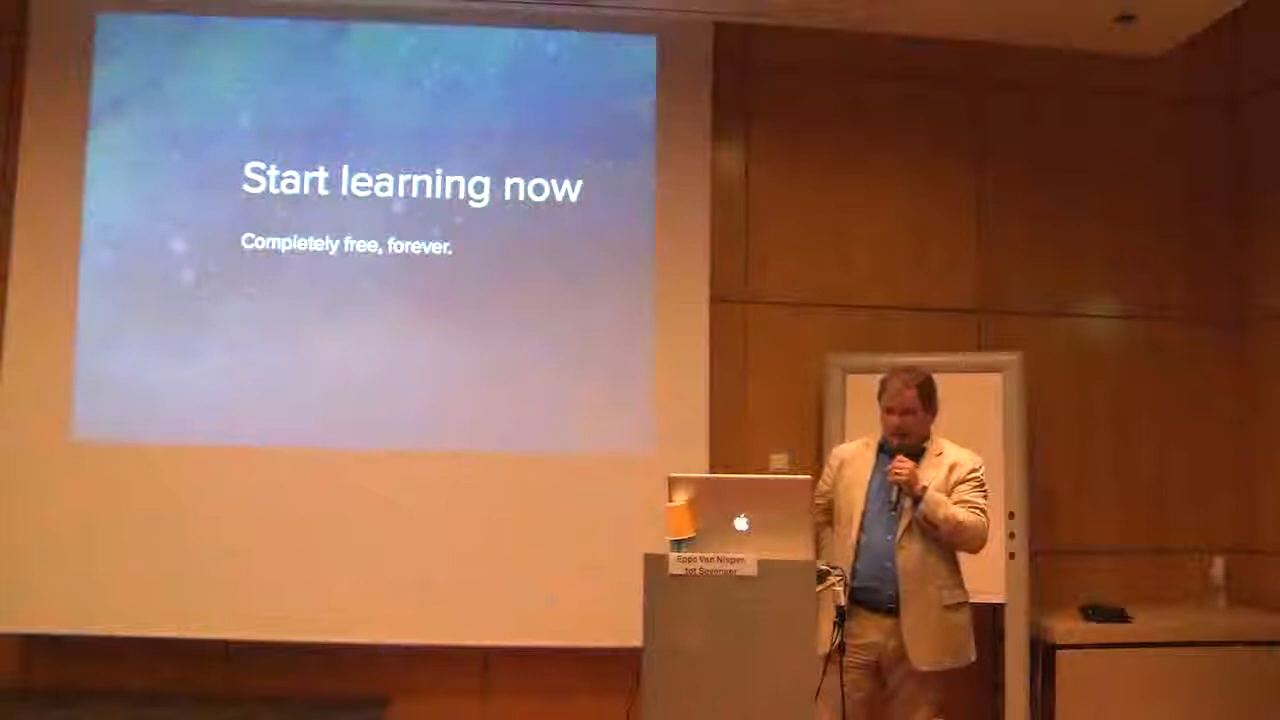 Start learning now
Completely free, forever.
Eppo Van Nispen
tot Sevenaer